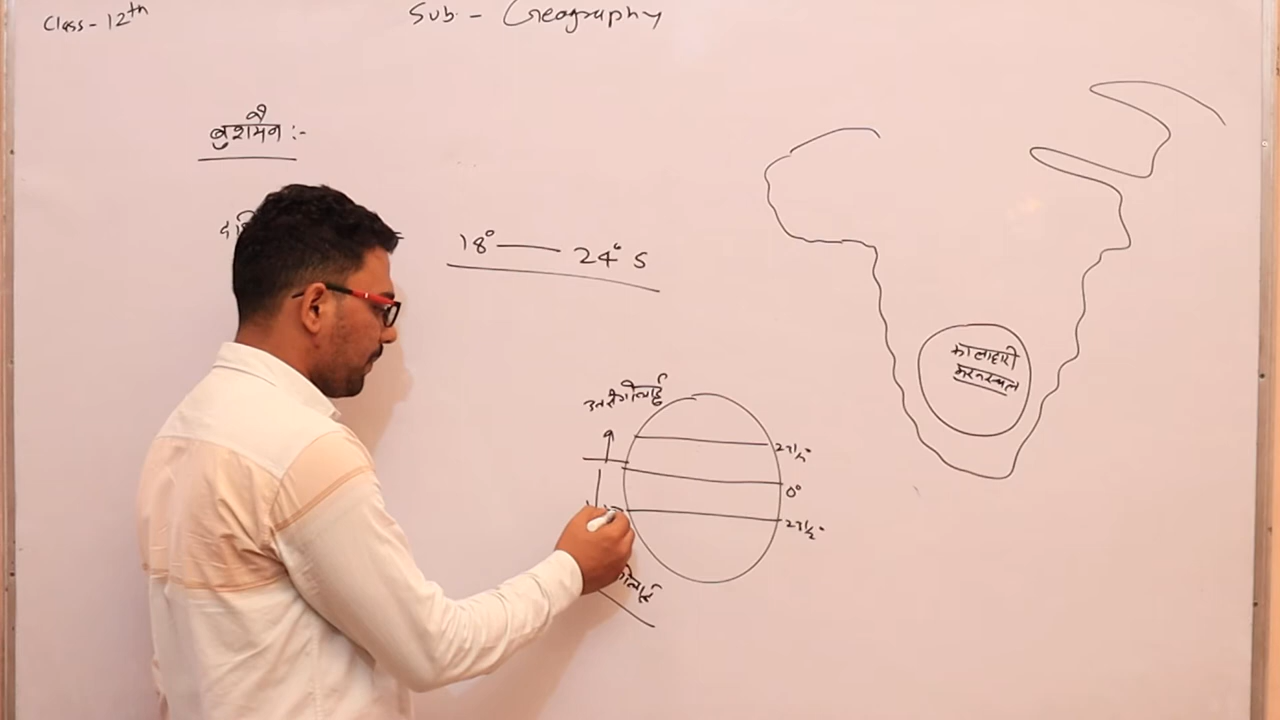 Class - 12th
Sub. - Geography
बुशमैन :-
18° — 24° S
कालाहारी
मरूस्थल
उत्तरी गोलार्द्ध
23½°
0°
23½°